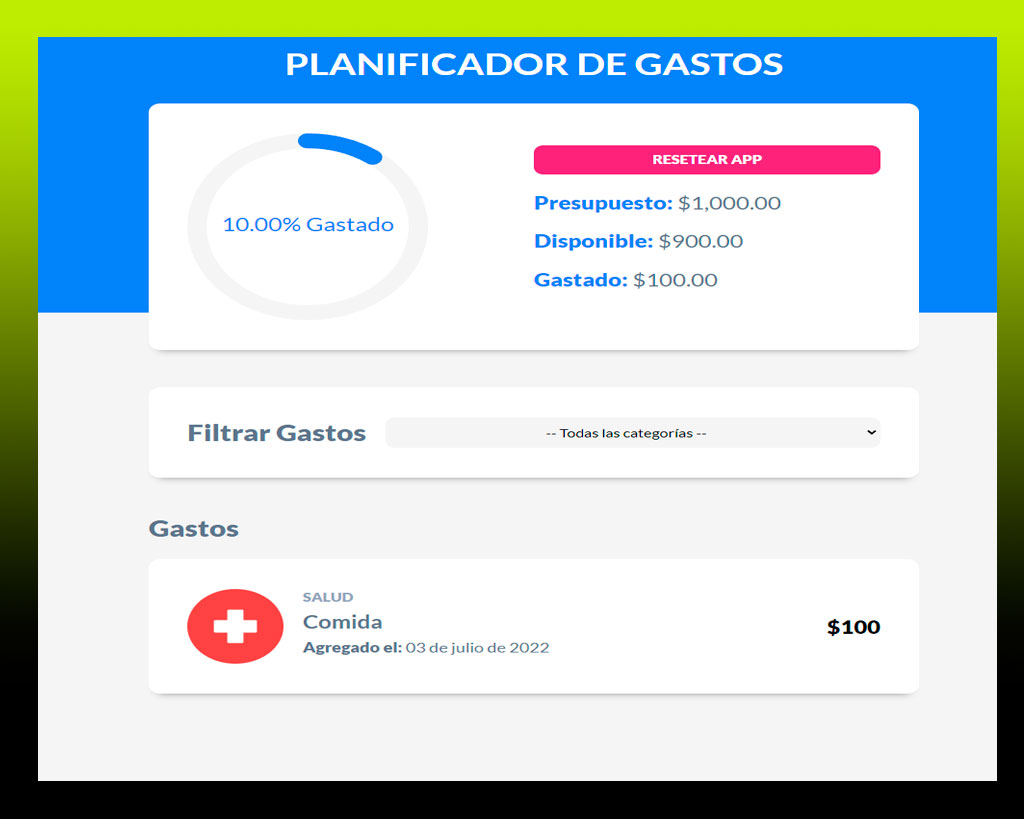 PLANIFICADOR DE GASTOS
10.00% Gastado
RESETEAR APP
Presupuesto: $1,000.00
Disponible: $900.00
Gastado: $100.00
Filtrar Gastos
-- Todas las categorías --
Gastos
SALUD
Comida
Agregado el: 03 de julio de 2022
$100